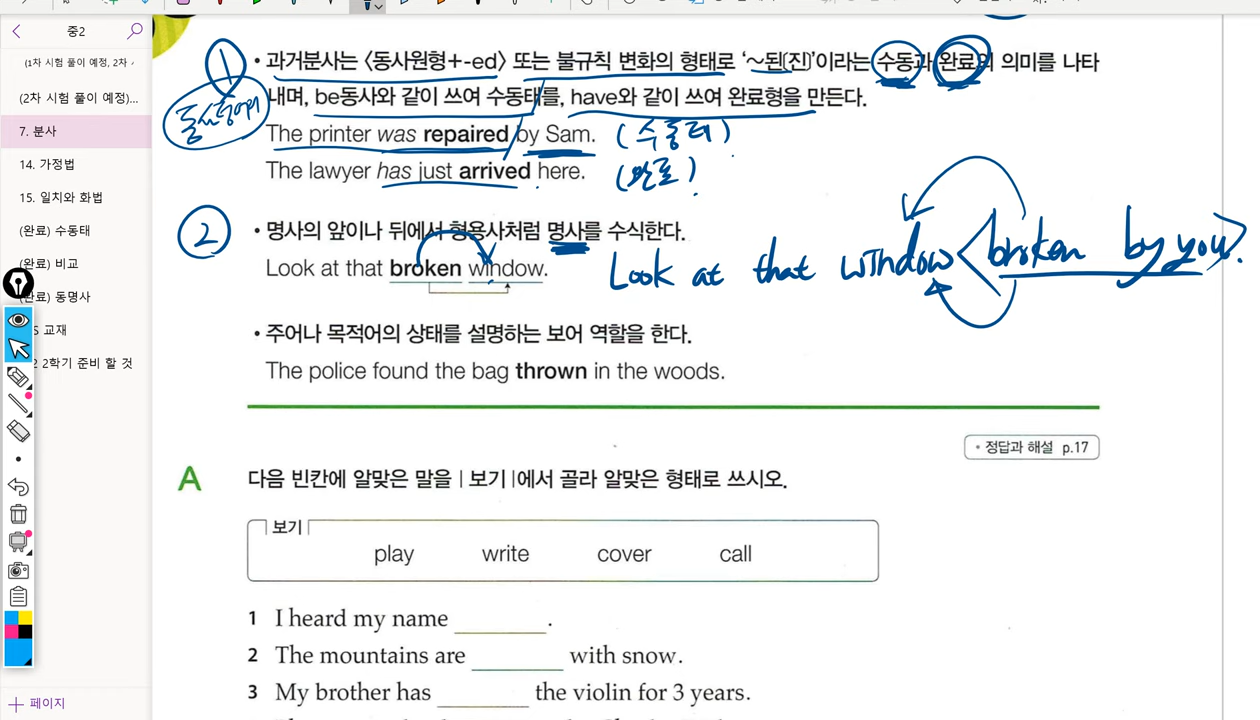 중2
(1차 시험 풀이 예정, 2차 시
(2차 시험 풀이 예정)...
7. 분사
14. 가정법
15. 일치와 화법
(완료) 수동태
(완료) 비교
완료) 동명사
S 교재
2 2학기 준비 할 것
페이지
①
• 과거분사는 〈동사원형+-ed〉 또는 불규칙 변화의 형태로 '～된[진]'이라는 수동과 완료의 의미를 나타
내며, be동사와 같이 쓰여 수동태를, have와 같이 쓰여 완료형을 만든다.
The printer was repaired by Sam. (수동태)
The lawyer has just arrived here. (완료)
② • 명사의 앞이나 뒤에서 형용사처럼 명사를 수식한다.
Look at that broken window. Look at that window <broken by you>.
• 주어나 목적어의 상태를 설명하는 보어 역할을 한다.
The police found the bag thrown in the woods.
• 정답과 해설 p.17
A 다음 빈칸에 알맞은 말을 | 보기 |에서 골라 알맞은 형태로 쓰시오.
보기
play write cover call
1 I heard my name ________.
2 The mountains are ________ with snow.
3 My brother has ________ the violin for 3 years.